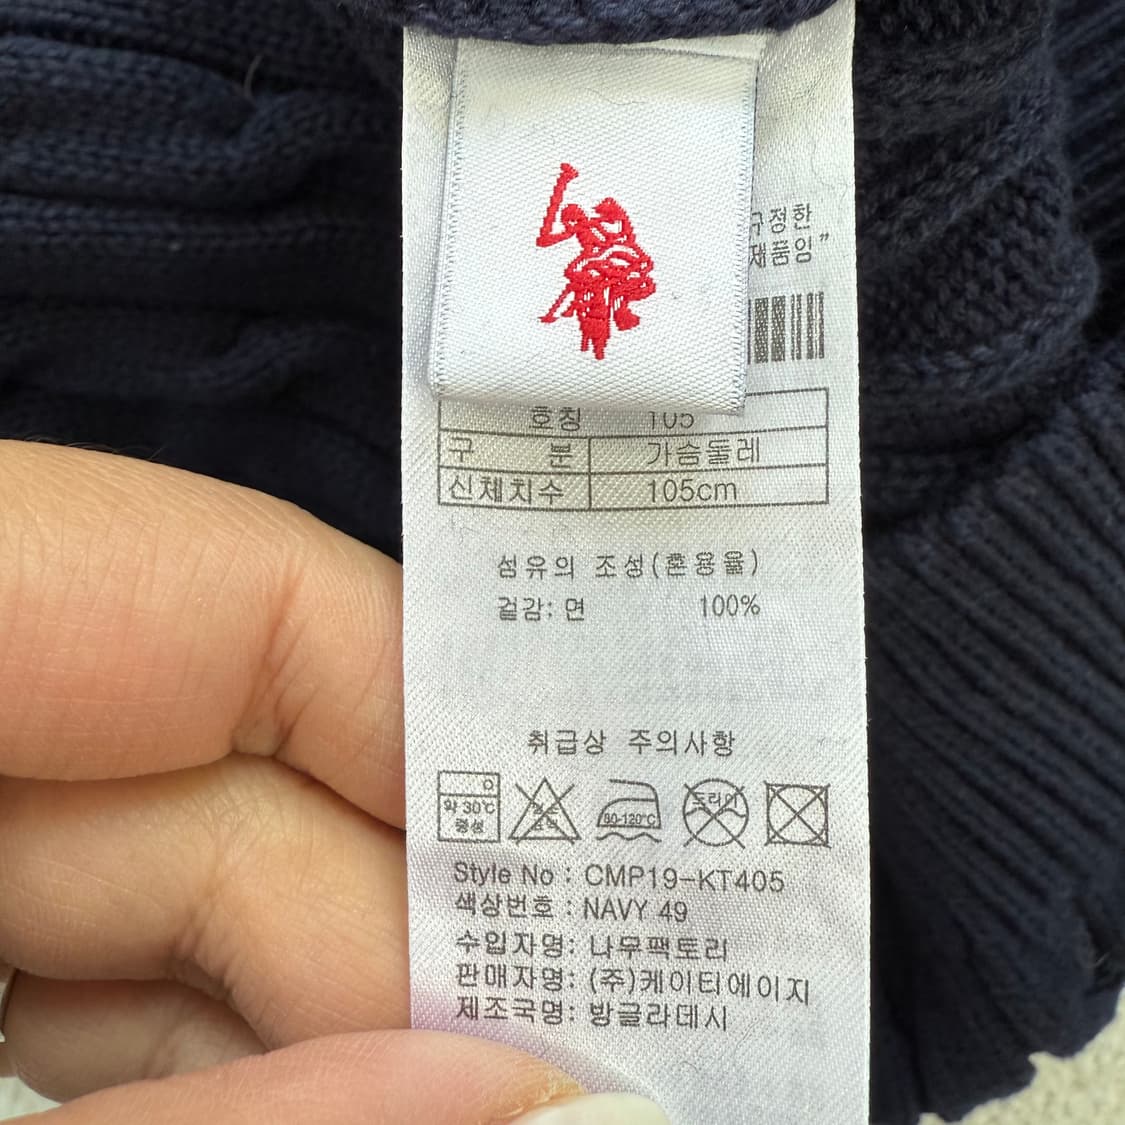 규정한
제품임”
호칭 105
구 분 가슴둘레
신체치수 105cm
섬유의 조성(혼용율)
겉감: 면 100%
취급상 주의사항
약 30℃
중성
80-120℃
드라이
Style No : CMP19-KT405
색상번호 : NAVY 49
수입자명: 나무팩토리
판매자명: (주)케이티에이지
제조국명: 방글라데시